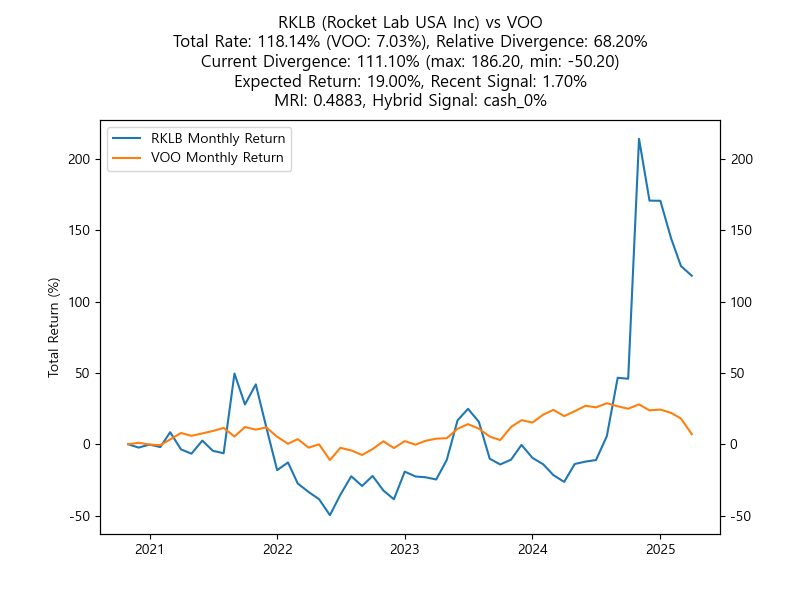 RKLB (Rocket Lab USA Inc) vs VOO
Total Rate: 118.14% (VOO: 7.03%), Relative Divergence: 68.20%
Current Divergence: 111.10% (max: 186.20, min: -50.20)
Expected Return: 19.00%, Recent Signal: 1.70%
MRI: 0.4883, Hybrid Signal: cash_0%
RKLB Monthly Return
VOO Monthly Return
Total Return (%)
200 200
150 150
100 100
50 50
0 0
-50 -50
2021 2022 2023 2024 2025